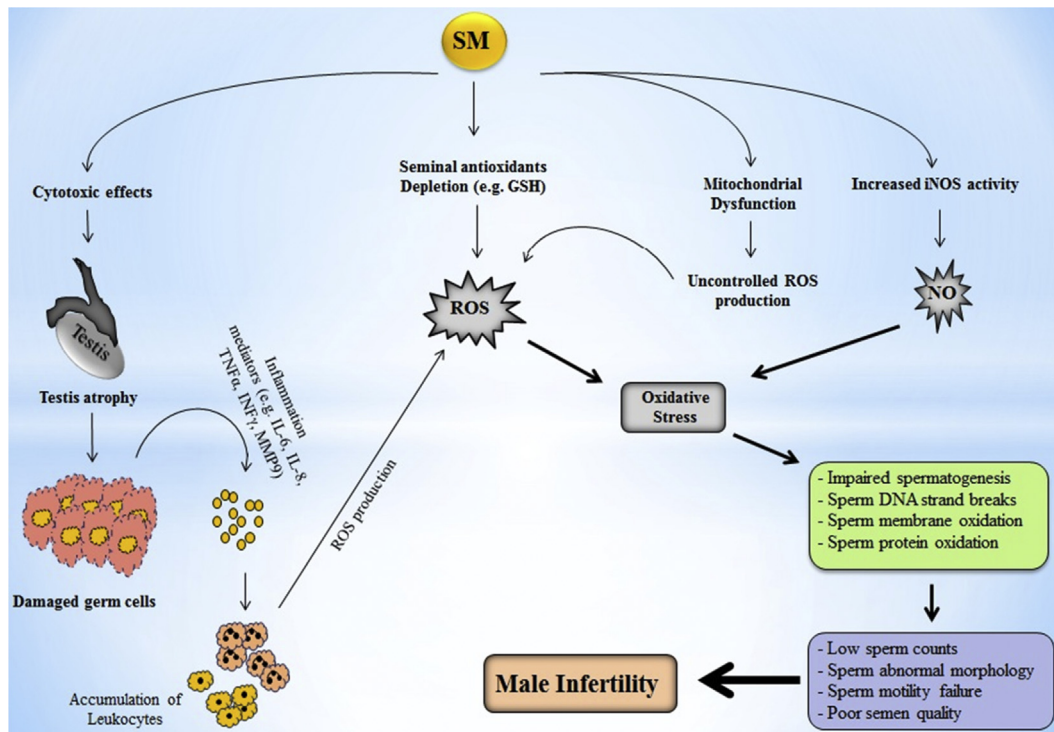 SM
Cytotoxic effects
Seminal antioxidants
Depletion (e.g. GSH)
Mitochondrial
Dysfunction
Increased iNOS activity
Testis
ROS
Uncontrolled ROS
production
NO
Testis atrophy
Inflammation
mediators (e.g. IL-6, IL-8,
TNFα, INFγ, MMP9)
Oxidative
Stress
ROS production
- Impaired spermatogenesis
- Sperm DNA strand breaks
- Sperm membrane oxidation
- Sperm protein oxidation
Damaged germ cells
- Low sperm counts
- Sperm abnormal morphology
- Sperm motility failure
- Poor semen quality
Male Infertility
Accumulation of
Leukocytes